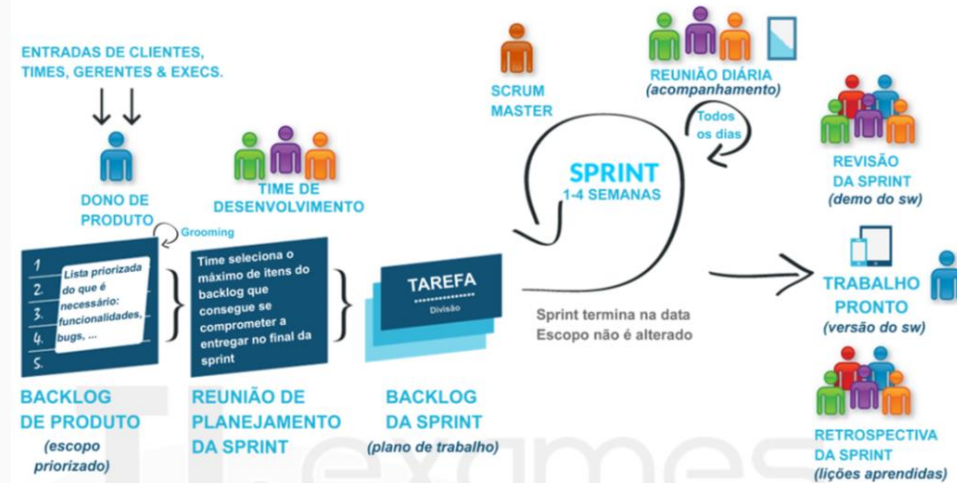 ENTRADAS DE CLIENTES,
TIMES, GERENTES & EXECS.
DONO DE
PRODUTO
Grooming
1
2.
3.
4.
5.
Lista priorizada
do que é
necessário:
funcionalidades,
bugs, ...
BACKLOG
DE PRODUTO
(escopo
priorizado)
TIME DE
DESENVOLVIMENTO
Time seleciona o
máximo de itens do
backlog que
consegue se
comprometer a
entregar no final da
sprint
REUNIÃO DE
PLANEJAMENTO
DA SPRINT
TAREFA
Divisão
BACKLOG
DA SPRINT
(plano de trabalho)
SCRUM
MASTER
SPRINT
1-4 SEMANAS
REUNIÃO DIÁRIA
(acompanhamento)
Todos
os dias
Sprint termina na data
Escopo não é alterado
REVISÃO
DA SPRINT
(demo do sw)
TRABALHO
PRONTO
(versão do sw)
RETROSPECTIVA
DA SPRINT
(lições aprendidas)
TI.exames